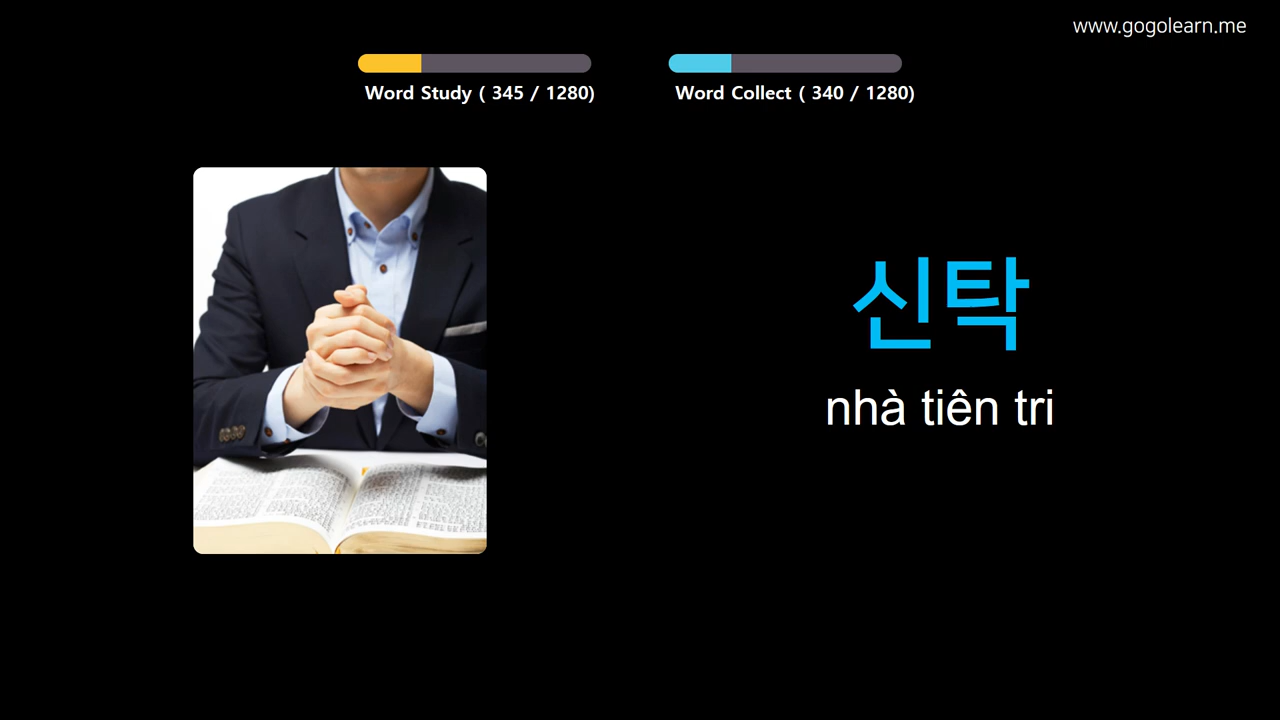 www.gogolearn.me
Word Study ( 345 / 1280)
Word Collect ( 340 / 1280)
신탁
nhà tiên tri